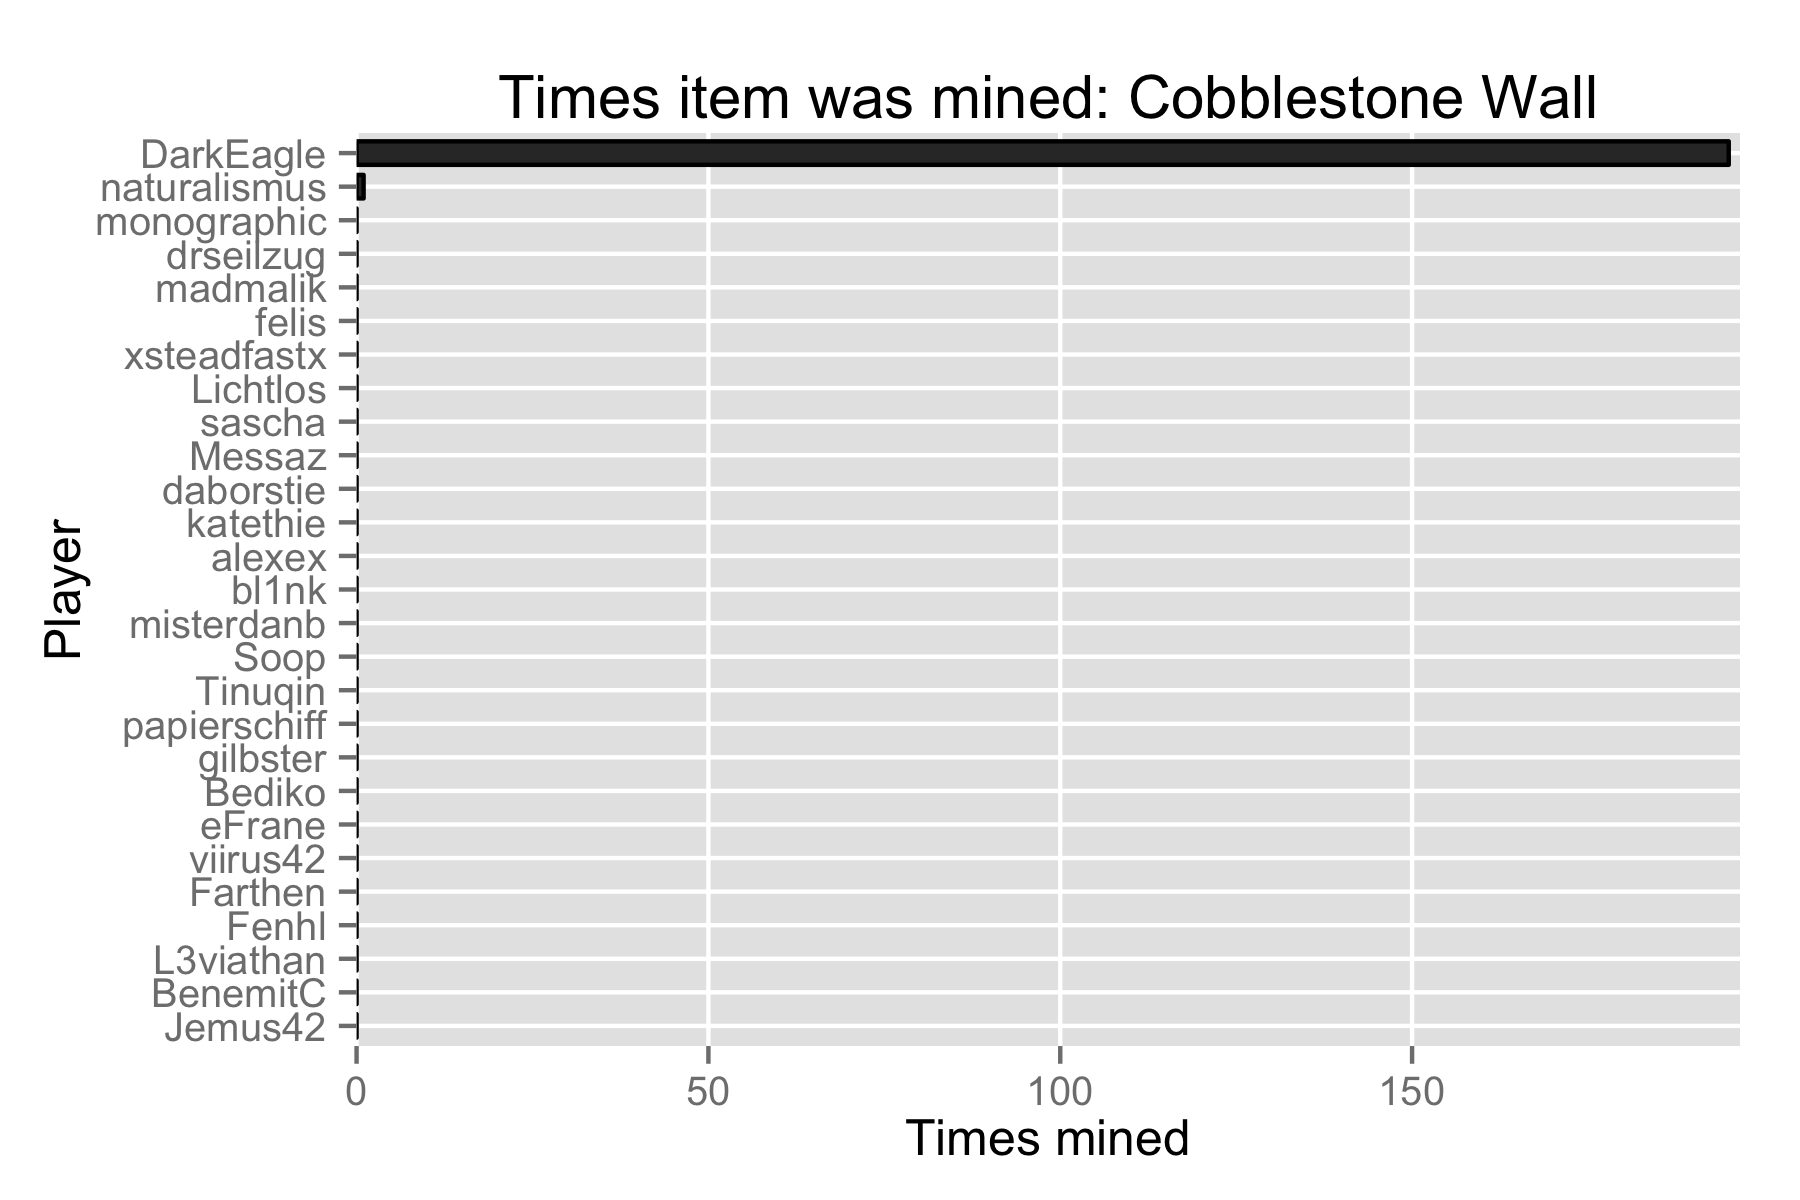 Times item was mined: Cobblestone Wall
DarkEagle
naturalismus
monographic
drseilzug
madmalik
felis
xsteadfastx
Lichtlos
sascha
Messaz
daborstie
katethie
alexex
bl1nk
misterdanb
Soop
Tinuqin
papierschiff
gilbster
Bediko
eFrane
viirus42
Farthen
Fenhl
L3viathan
BenemitC
Jemus42
Player
0 50 100 150
Times mined